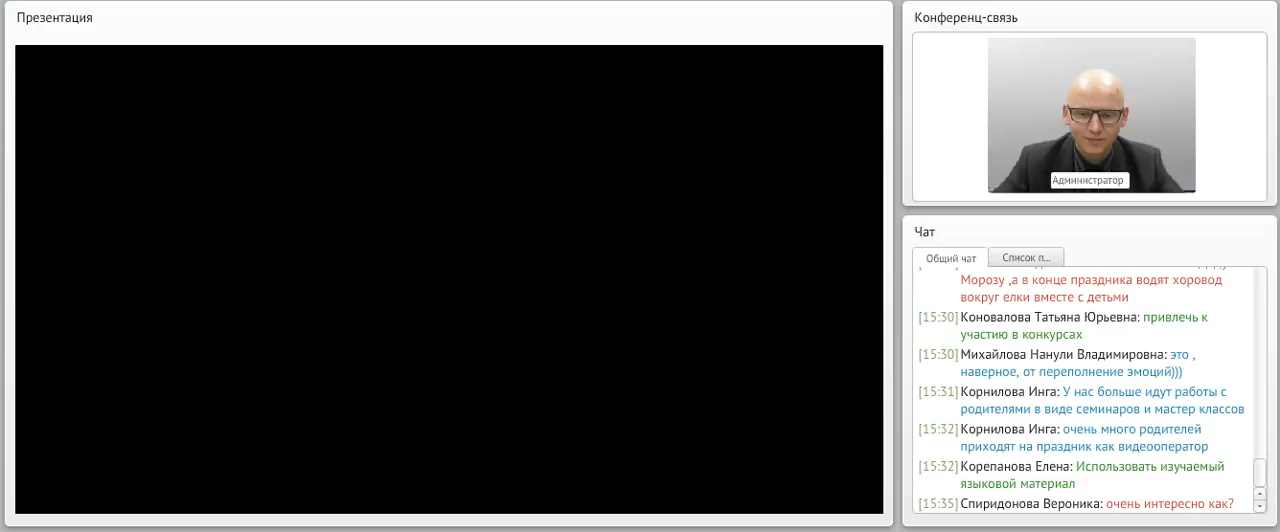 Презентация
Конференц-связь
Администратор
Чат
Общий чат
Список п...
Морозу ,а в конце праздника водят хоровод
вокруг елки вместе с детьми
[15:30] Коновалова Татьяна Юрьевна: привлечь к
участию в конкурсах
[15:30] Михайлова Нанули Владимировна: это ,
наверное, от переполнение эмоций)))
[15:31] Корнилова Инга: У нас больше идут работы с
родителями в виде семинаров и мастер классов
[15:32] Корнилова Инга: очень много родителей
приходят на праздник как видеооператор
[15:32] Корепанова Елена: Использовать изучаемый
языковой материал
[15:35] Спиридонова Вероника: очень интересно как?